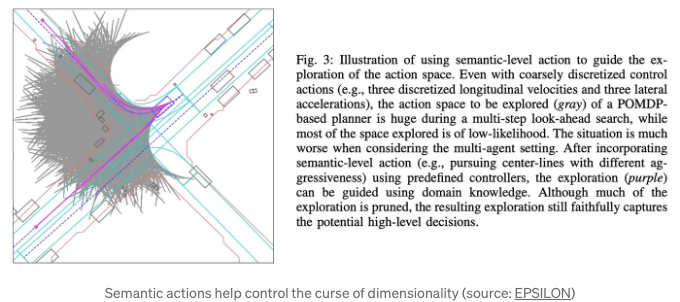 Fig. 3: Illustration of using semantic-level action to guide the ex-
ploration of the action space. Even with coarsely discretized control
actions (e.g., three discretized longitudinal velocities and three lateral
accelerations), the action space to be explored (gray) of a POMDP-
based planner is huge during a multi-step look-ahead search, while
most of the space explored is of low-likelihood. The situation is much
worse when considering the multi-agent setting. After incorporating
semantic-level action (e.g., pursuing center-lines with different ag-
gressiveness) using predefined controllers, the exploration (purple)
can be guided using domain knowledge. Although much of the
exploration is pruned, the resulting exploration still faithfully captures
the potential high-level decisions.
Semantic actions help control the curse of dimensionality (source: EPSILON)